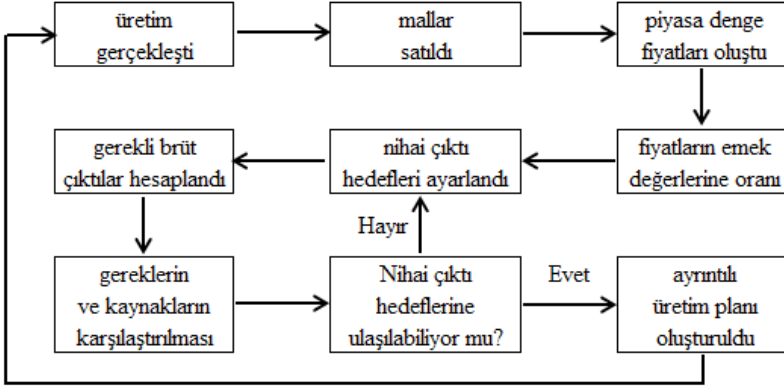 üretim
gerçekleşti
mallar
satıldı
piyasa denge
fiyatları oluştu
gerekli brüt
çıktılar hesaplandı
nihai çıktı
hedefleri ayarlandı
fiyatların emek
değerlerine oranı
Hayır
gereklerin
ve kaynakların
karşılaştırılması
Nihai çıktı
hedeflerine
ulaşılabiliyor mu?
Evet
ayrıntılı
üretim planı
oluşturuldu